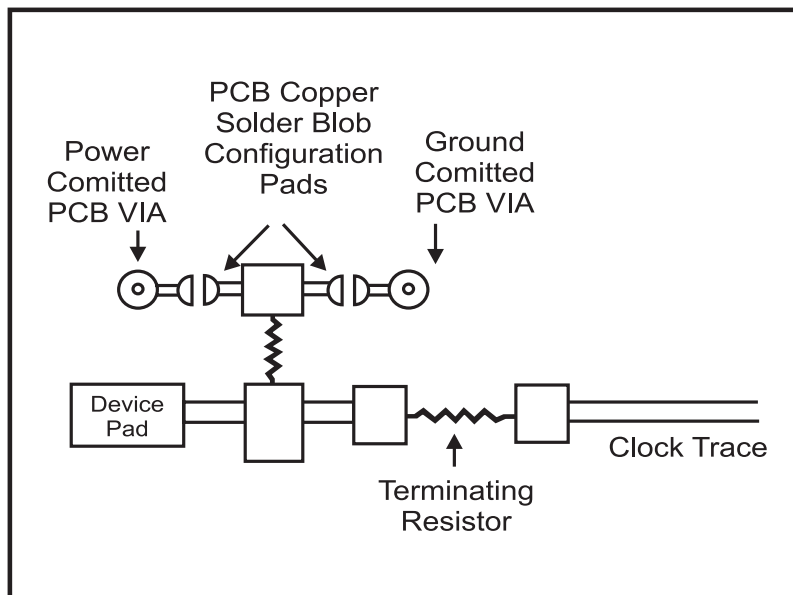 PCB Copper
Solder Blob
Configuration
Pads
Power
Comitted
PCB VIA
Ground
Comitted
PCB VIA
Device
Pad
Clock Trace
Terminating
Resistor